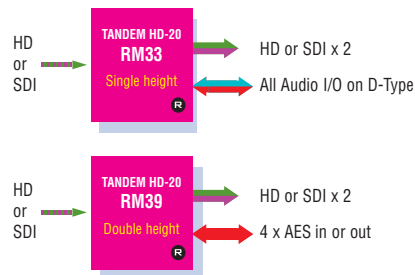 HD
or
SDI
TANDEM HD-20
RM33
Single height
R
HD or SDI x 2
All Audio I/O on D-Type
HD
or
SDI
TANDEM HD-20
RM39
Double height
R
HD or SDI x 2
4 x AES in or out